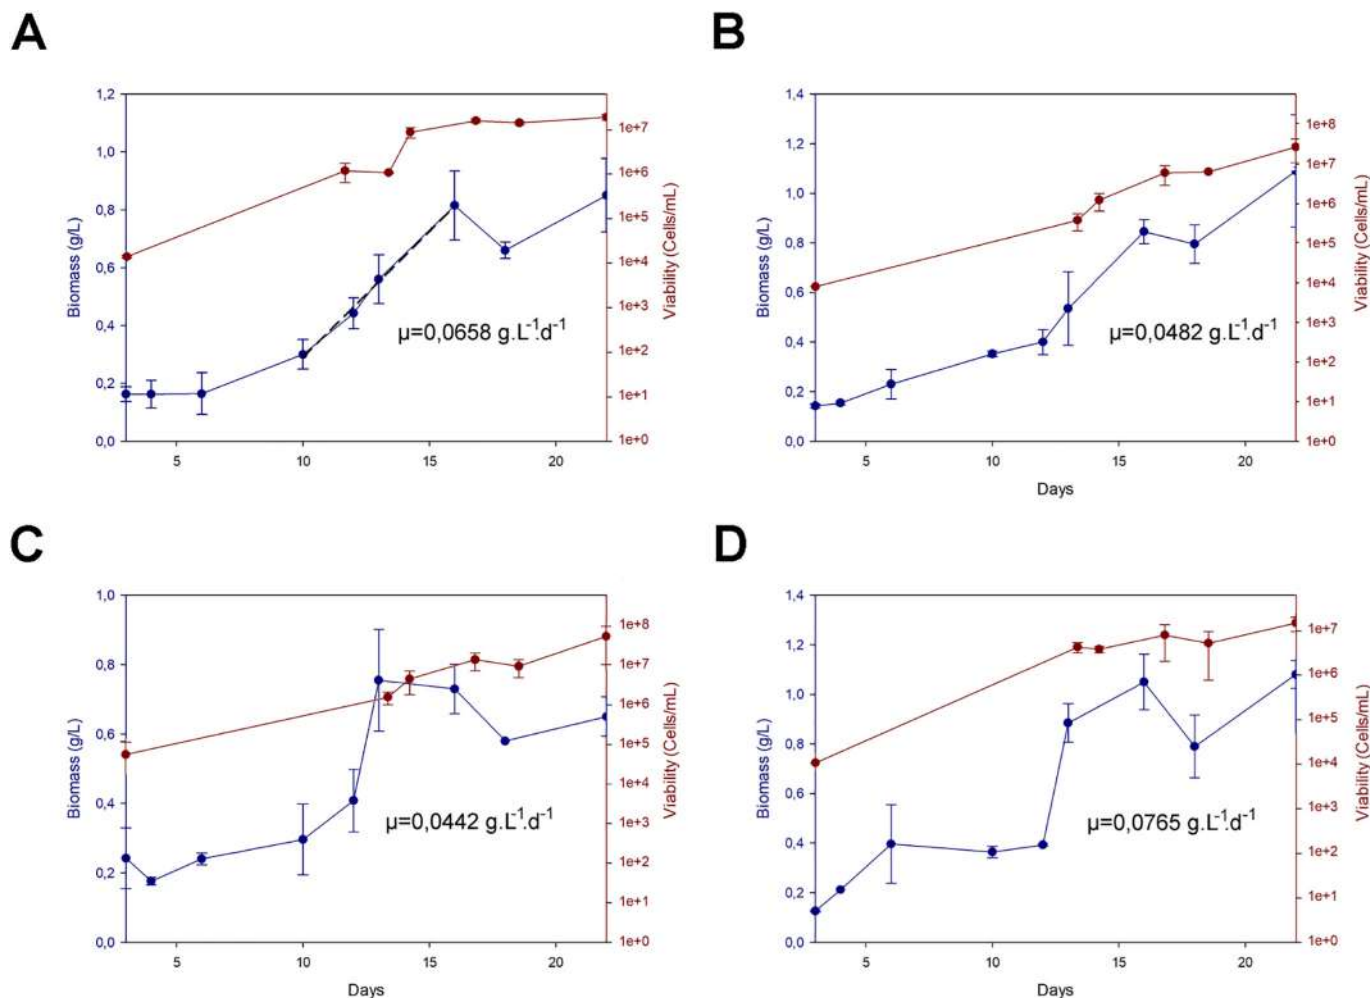 A
B
1,2
1,0
0,8
0,6
0,4
0,2
0,0
Biomass (g/L)
1e+7
1e+6
1e+5
1e+4
1e+3
1e+2
1e+1
1e+0
Viability (Cells/mL)
μ=0,0658 g.L⁻¹.d⁻¹
5
10
15
20
1,4
1,2
1,0
0,8
0,6
0,4
0,2
0,0
Biomass (g/L)
1e+8
1e+7
1e+6
1e+5
1e+4
1e+3
1e+2
1e+1
1e+0
Viability (Cells/mL)
μ=0,0482 g.L⁻¹.d⁻¹
5
10
15
20
Days
C
D
1,0
0,8
0,6
0,4
0,2
0,0
Biomass (g/L)
1e+8
1e+7
1e+6
1e+5
1e+4
1e+3
1e+2
1e+1
1e+0
Viability (Cells/mL)
μ=0,0442 g.L⁻¹.d⁻¹
5
10
15
20
Days
1,4
1,2
1,0
0,8
0,6
0,4
0,2
0,0
Biomass (g/L)
1e+7
1e+6
1e+5
1e+4
1e+3
1e+2
1e+1
1e+0
Viability (Cells/mL)
μ=0,0765 g.L⁻¹.d⁻¹
5
10
15
20
Days